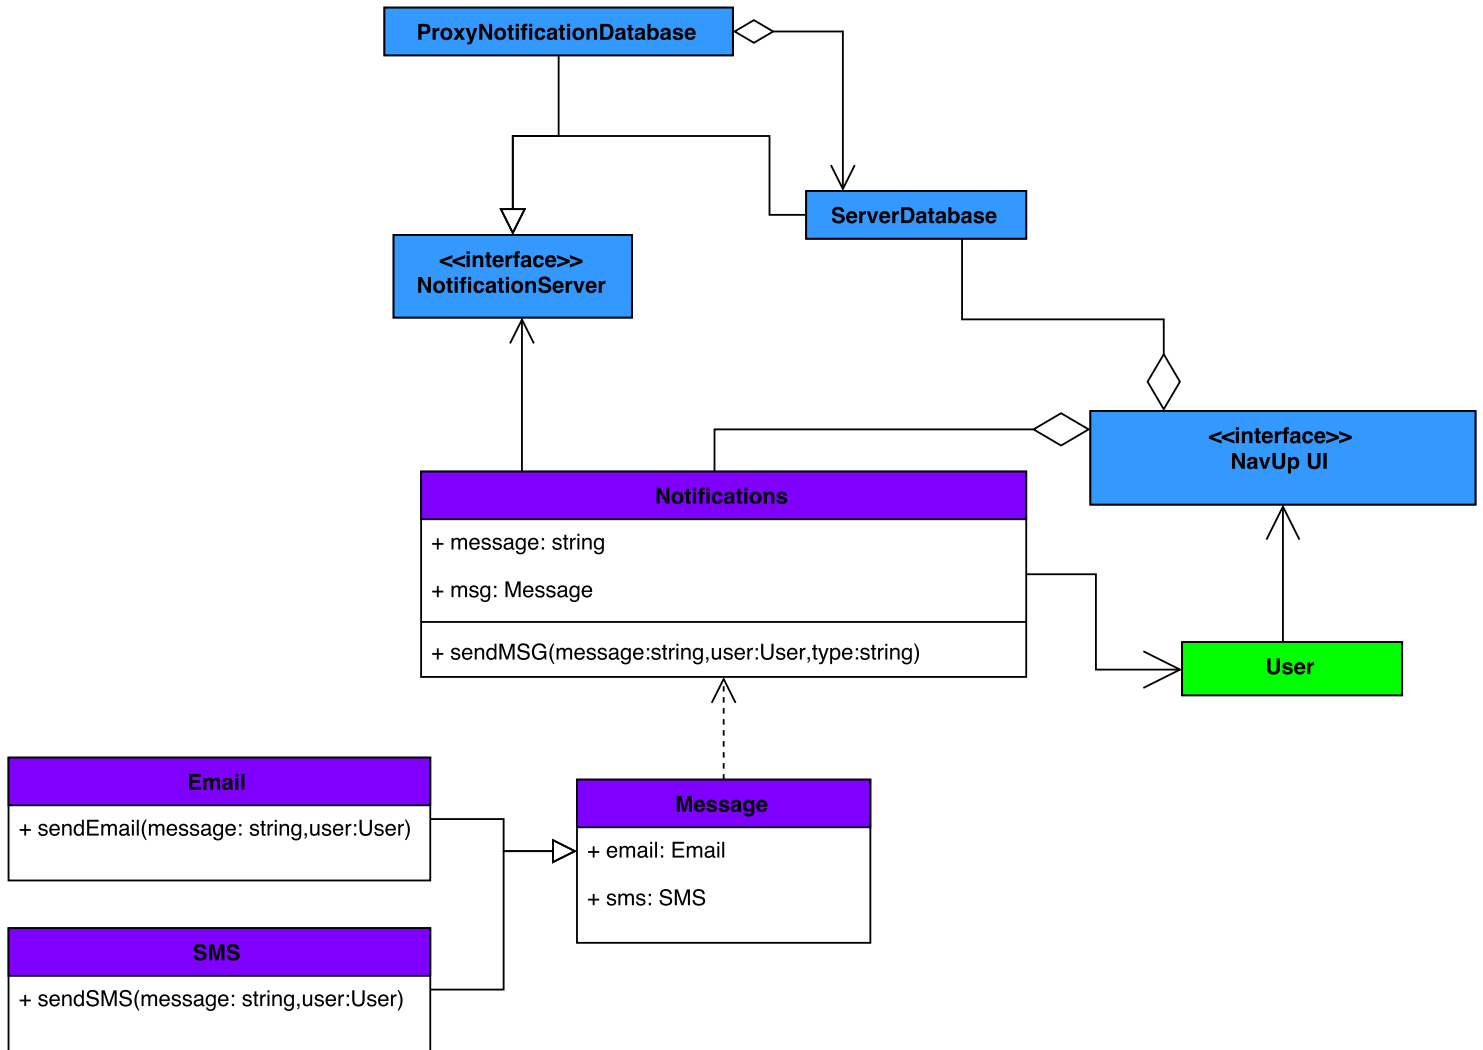 ProxyNotificationDatabase
ServerDatabase
<<interface>>
NotificationServer
<<interface>>
NavUp UI
Notifications
+ message: string
+ msg: Message
+ sendMSG(message:string,user:User,type:string)
User
Email
+ sendEmail(message: string,user:User)
Message
+ email: Email
+ sms: SMS
SMS
+ sendSMS(message: string,user:User)